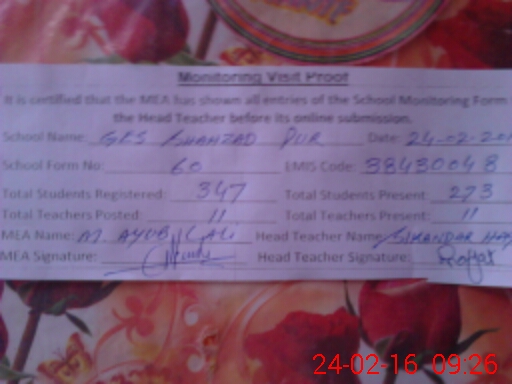 Monitoring Visit Proof
It is certified that the MEA has shown all entries of the School Monitoring Form
the Head Teacher before its online submission.
School Name: GES SHAHZAD PUR Date: 24-02-201
School Form No: 60 EMIS Code: 38430048
Total Students Registered: 347 Total Students Present: 273
Total Teachers Posted: 11 Total Teachers Present: 11
MEA Name: M. AYUB ALI Head Teacher Name: SIKANDAR
MEA Signature: Head Teacher Signature:
24-02-16 09:26